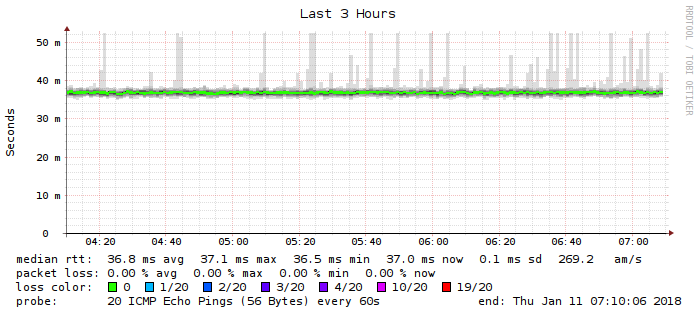 Last 3 Hours
RRDTOOL / TOBI OETIKER
Seconds
50 m
40 m
30 m
20 m
10 m
0
04:20 04:40 05:00 05:20 05:40 06:00 06:20 06:40 07:00
median rtt: 36.8 ms avg 37.1 ms max 36.5 ms min 37.0 ms now 0.1 ms sd 269.2 am/s
packet loss: 0.00 % avg 0.00 % max 0.00 % min 0.00 % now
loss color: 0 1/20 2/20 3/20 4/20 10/20 19/20
probe: 20 ICMP Echo Pings (56 Bytes) every 60s end: Thu Jan 11 07:10:06 2018